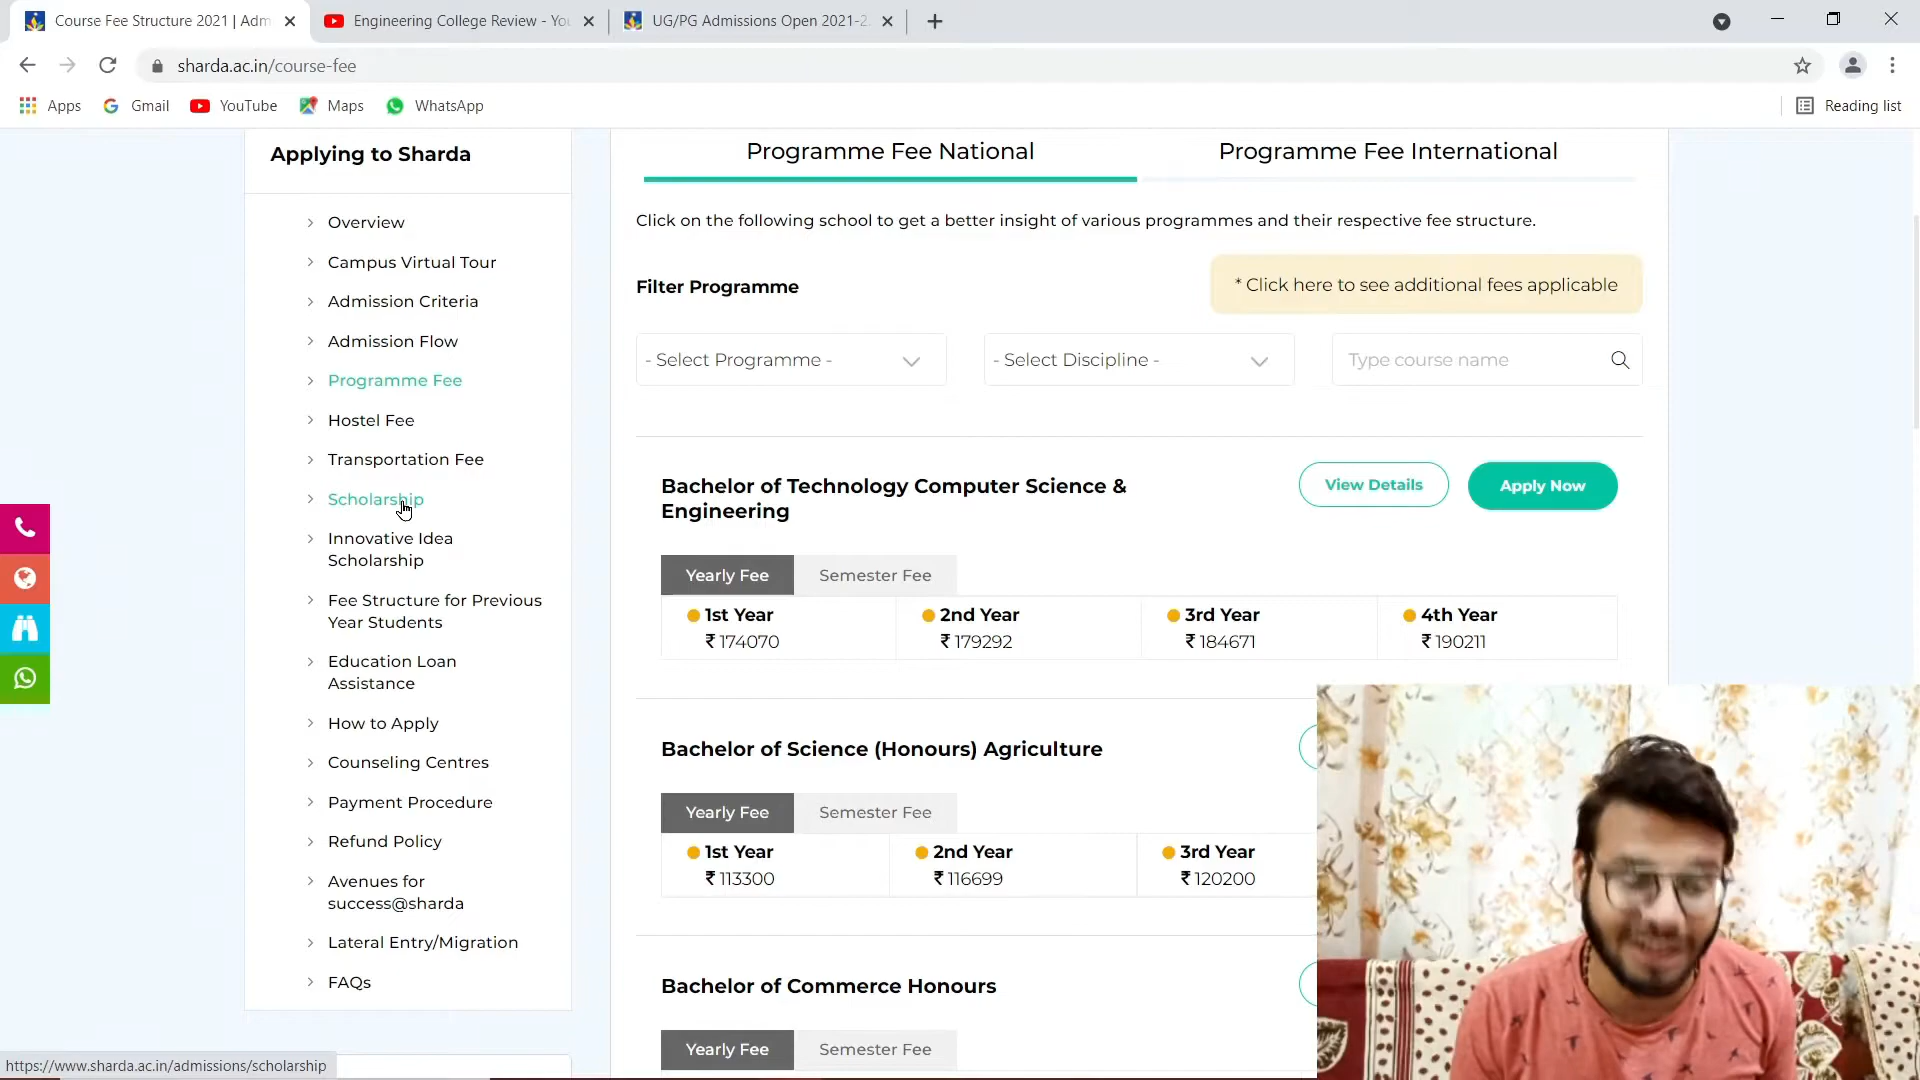 Course Fee Structure 2021 | Adm
Engineering College Review - You
UG/PG Admissions Open 2021-2
sharda.ac.in/course-fee
Apps
Gmail
YouTube
Maps
WhatsApp
Reading list
Applying to Sharda
Overview
Campus Virtual Tour
Admission Criteria
Admission Flow
Programme Fee
Hostel Fee
Transportation Fee
Scholarship
Innovative Idea
Scholarship
Fee Structure for Previous
Year Students
Education Loan
Assistance
How to Apply
Counseling Centres
Payment Procedure
Refund Policy
Avenues for
success@sharda
Lateral Entry/Migration
FAQs
https://www.sharda.ac.in/admissions/scholarship
Programme Fee National
Programme Fee International
Click on the following school to get a better insight of various programmes and their respective fee structure.
Filter Programme
* Click here to see additional fees applicable
- Select Programme -
- Select Discipline -
Type course name
Bachelor of Technology Computer Science &
Engineering
View Details
Apply Now
Yearly Fee
Semester Fee
1st Year
2nd Year
3rd Year
4th Year
₹ 174070
₹ 179292
₹ 184671
₹ 190211
Bachelor of Science (Honours) Agriculture
Yearly Fee
Semester Fee
1st Year
2nd Year
3rd Year
₹ 113300
₹ 116699
₹ 120200
Bachelor of Commerce Honours
Yearly Fee
Semester Fee